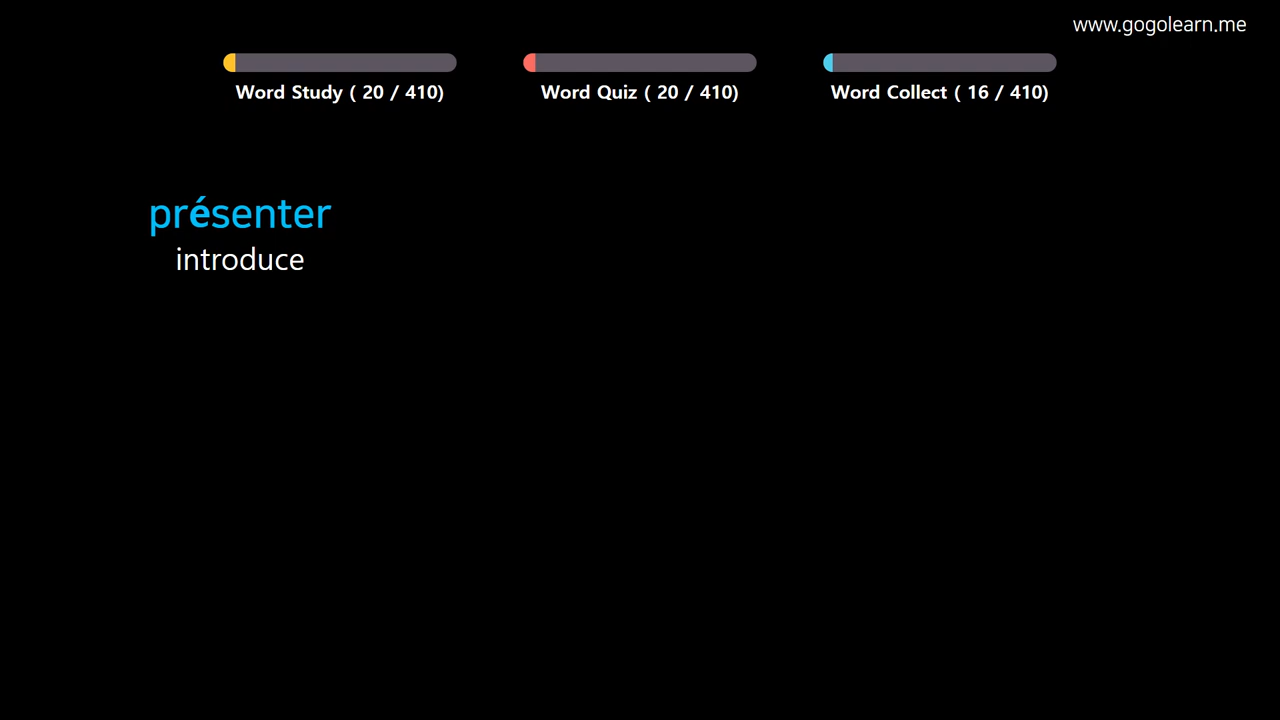 www.gogolearn.me
Word Study ( 20 / 410)
Word Quiz ( 20 / 410)
Word Collect ( 16 / 410)
présenter
introduce